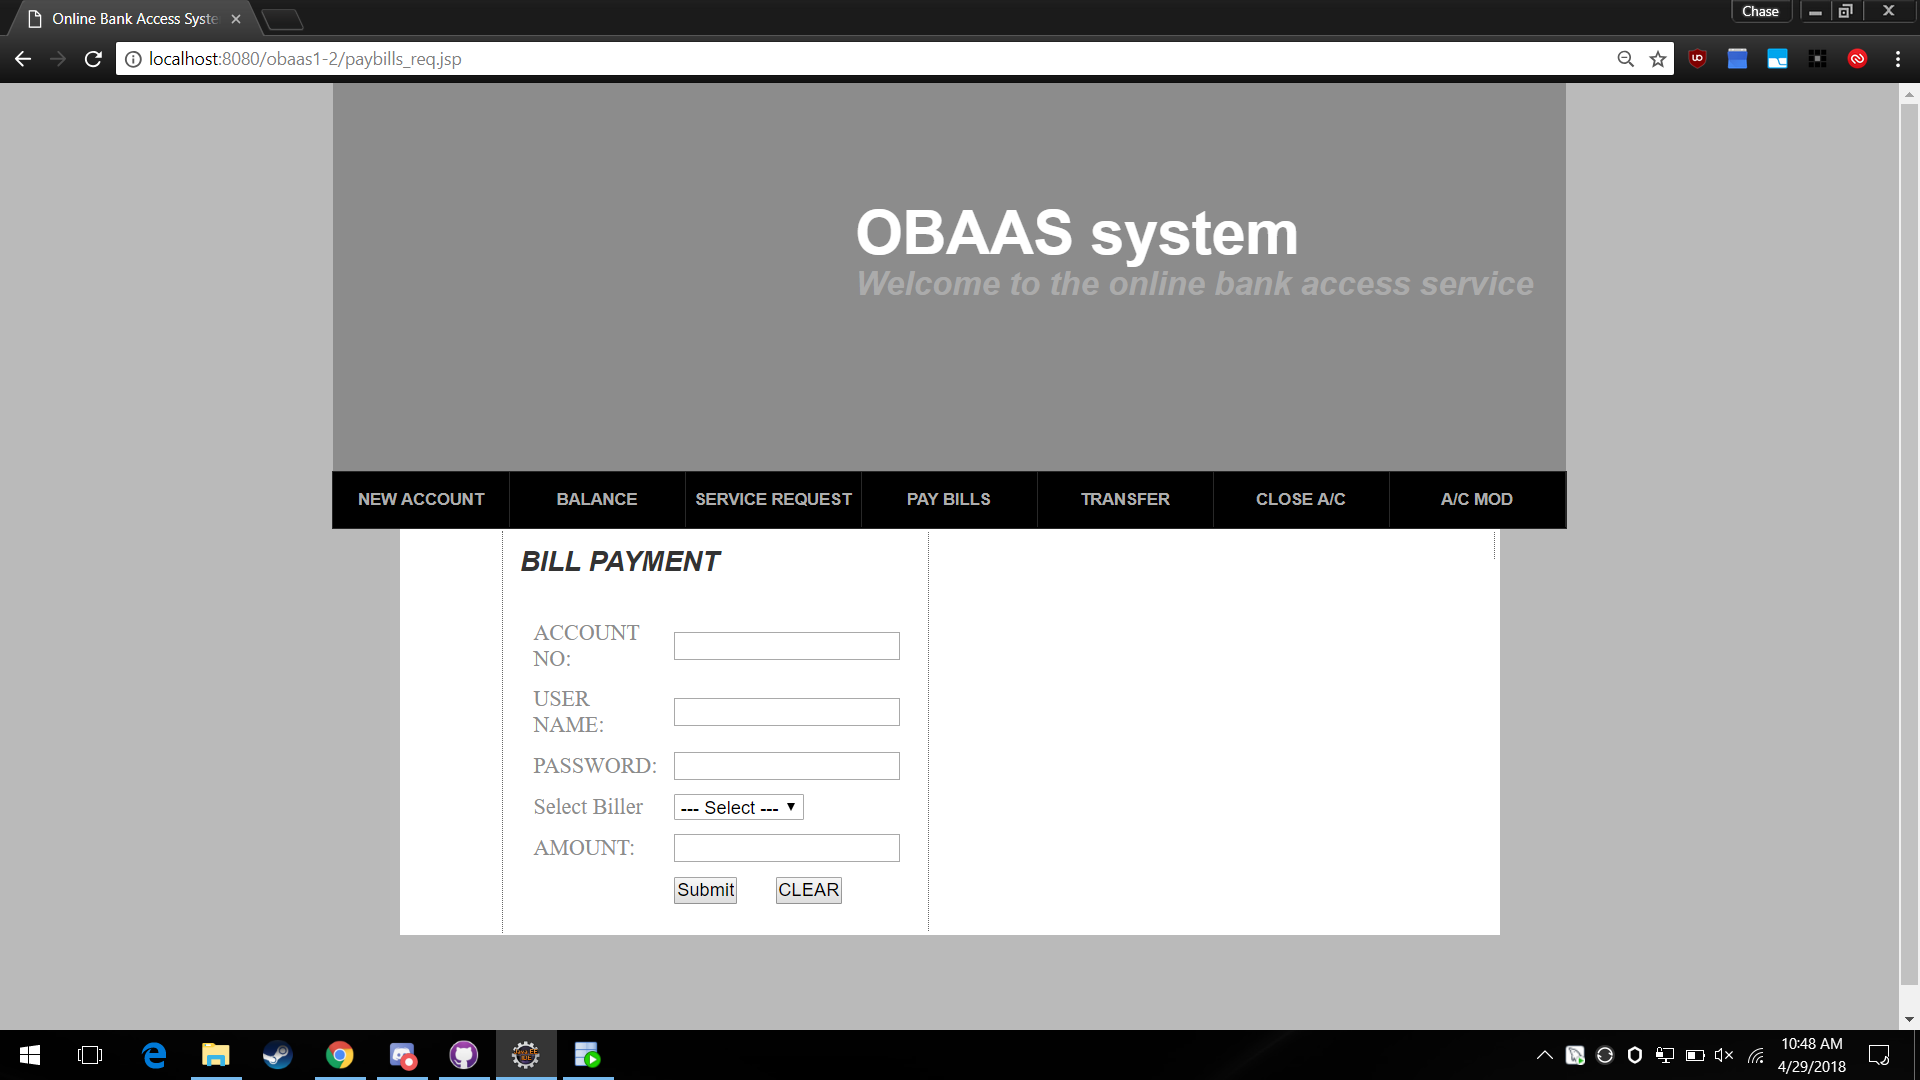 Online Bank Access Syste
Chase
localhost:8080/obaas1-2/paybills_req.jsp
OBAAS system
Welcome to the online bank access service
NEW ACCOUNT BALANCE SERVICE REQUEST PAY BILLS TRANSFER CLOSE A/C A/C MOD
BILL PAYMENT
ACCOUNT
NO:
USER
NAME:
PASSWORD:
Select Biller --- Select ---
AMOUNT:
Submit CLEAR
10:48 AM
4/29/2018